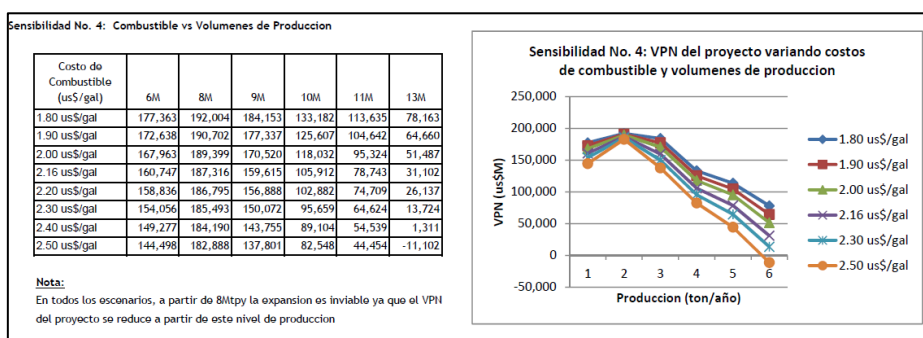 Sensibilidad No. 4: Combustible vs Volumenes de Produccion
Costo de
Combustible
(us$/gal) 6M 8M 9M 10M 11M 13M
1.80 us$/gal 177,363 192,004 184,153 133,182 113,635 78,163
1.90 us$/gal 172,638 190,702 177,337 125,607 104,642 64,660
2.00 us$/gal 167,963 189,399 170,520 118,032 95,324 51,487
2.16 us$/gal 160,747 187,316 159,615 105,912 78,743 31,102
2.20 us$/gal 158,836 186,795 156,888 102,882 74,709 26,137
2.30 us$/gal 154,056 185,493 150,072 95,659 64,624 13,724
2.40 us$/gal 149,277 184,190 143,755 89,104 54,539 1,311
2.50 us$/gal 144,498 182,888 137,801 82,548 44,454 -11,102
Nota:
En todos los escenarios, a partir de 8Mtpy la expansion es inviable ya que el VPN
del proyecto se reduce a partir de este nivel de produccion
Sensibilidad No. 4: VPN del proyecto variando costos
de combustible y volumenes de produccion
VPN (us$M)
250,000
200,000
150,000
100,000
50,000
0
-50,000
1 2 3 4 5 6
Produccion (ton/año)
1.80 us$/gal
1.90 us$/gal
2.00 us$/gal
2.16 us$/gal
2.30 us$/gal
2.50 us$/gal